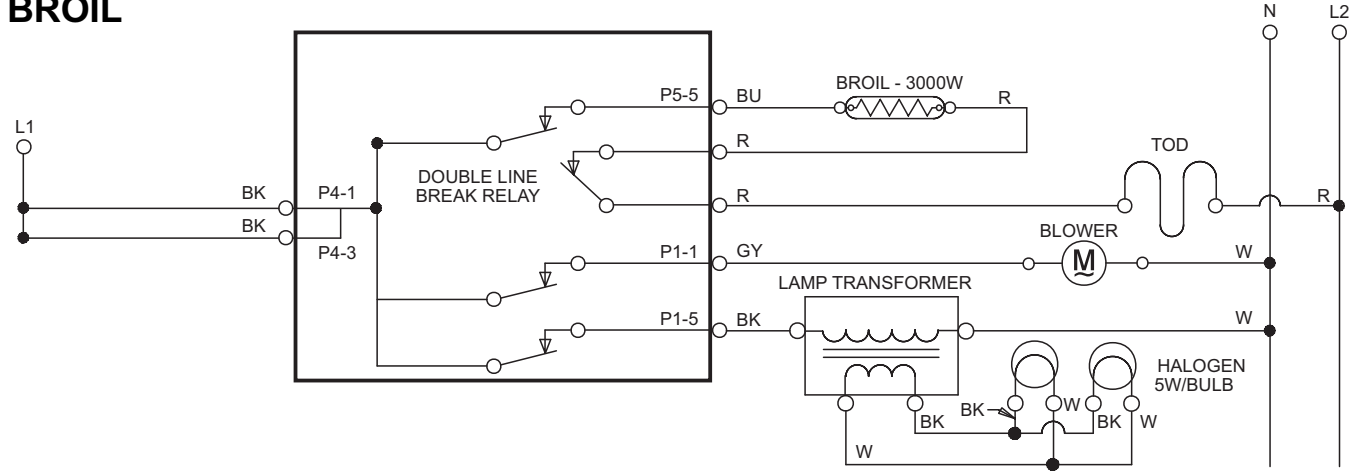 BROIL
N
L2
L1
BROIL - 3000W
P5-5
BU
R
R
TOD
DOUBLE LINE
BREAK RELAY
BK
P4-1
R
R
BK
P4-3
BLOWER
P1-1
GY
M
W
LAMP TRANSFORMER
P1-5
BK
W
HALOGEN
5W/BULB
BK
W
BK
BK
W
W